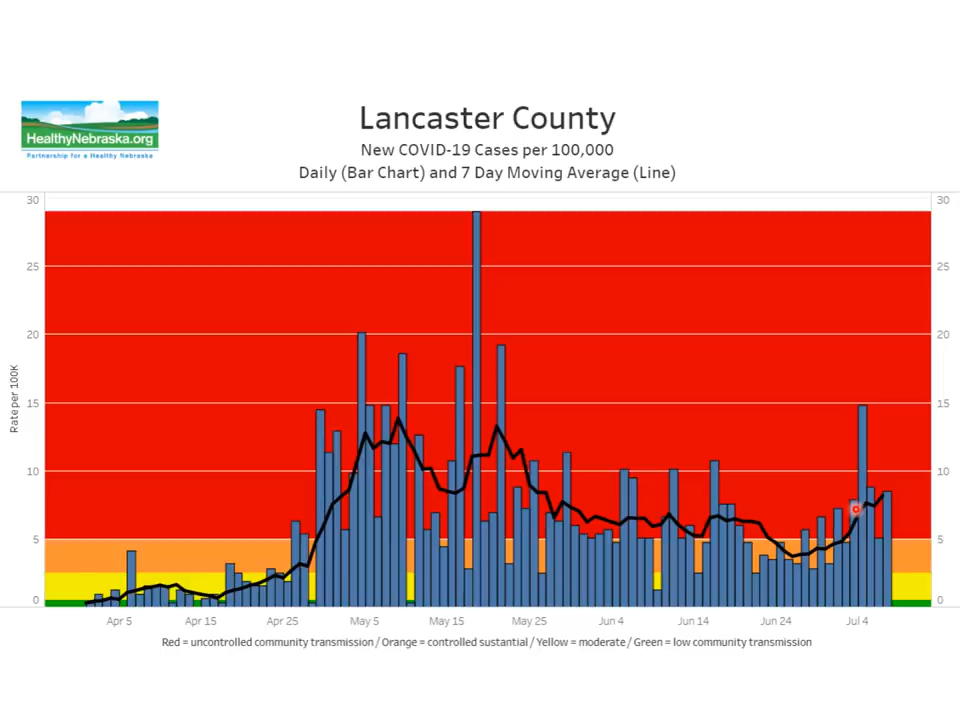 HealthyNebraska.org
Partnership for a Healthy Nebraska
Lancaster County
New COVID-19 Cases per 100,000
Daily (Bar Chart) and 7 Day Moving Average (Line)
30
30
25
25
20
20
15
15
10
10
5
5
0
0
Rate per 100K
Apr 5
Apr 15
Apr 25
May 5
May 15
May 25
Jun 4
Jun 14
Jun 24
Jul 4
Red = uncontrolled community transmission / Orange = controlled sustantial / Yellow = moderate / Green = low community transmission